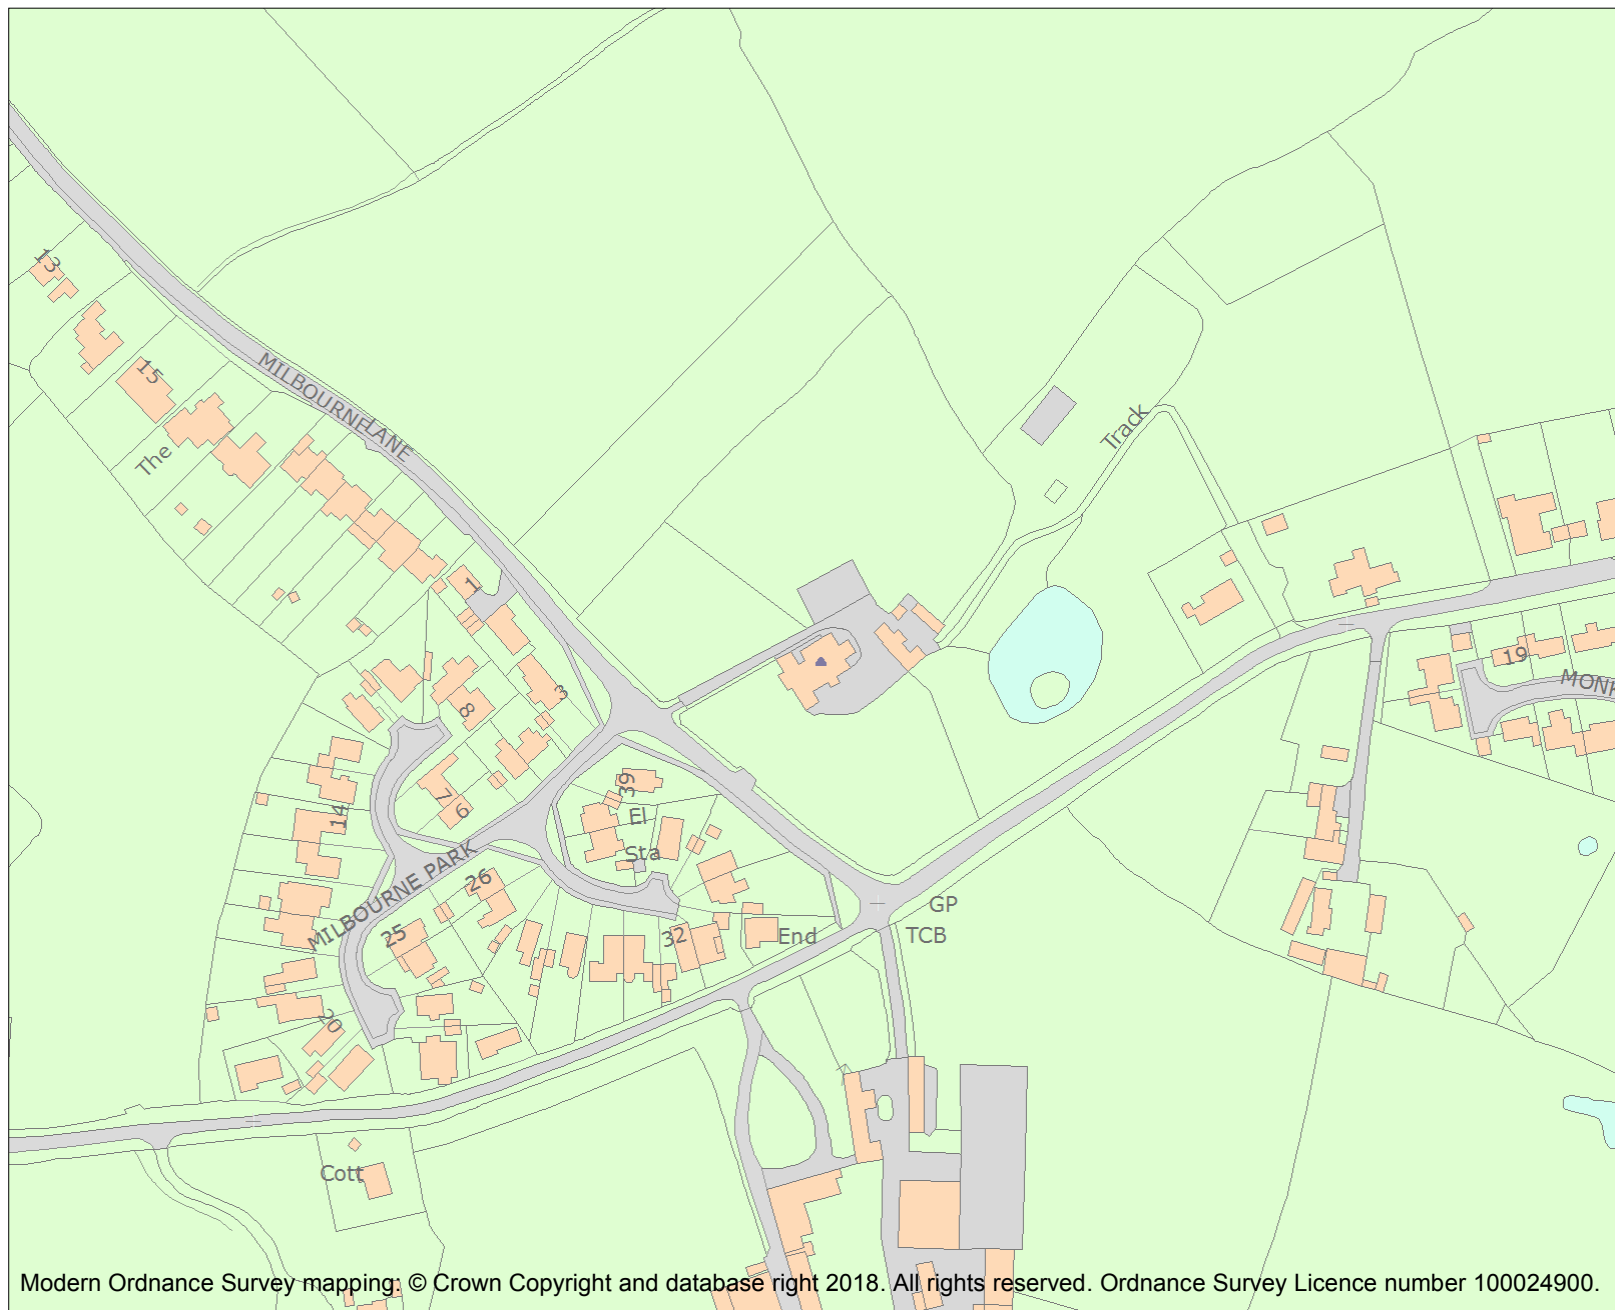 13
15
The
MILBOURNE LANE
Track
1
3
8
7
6
14
39
El
Sta
19
MONK
MILBOURNE PARK
26
25
32
End
GP
TCB
20
Cott
Modern Ordnance Survey mapping: © Crown Copyright and database right 2018. All rights reserved. Ordnance Survey Licence number 100024900.